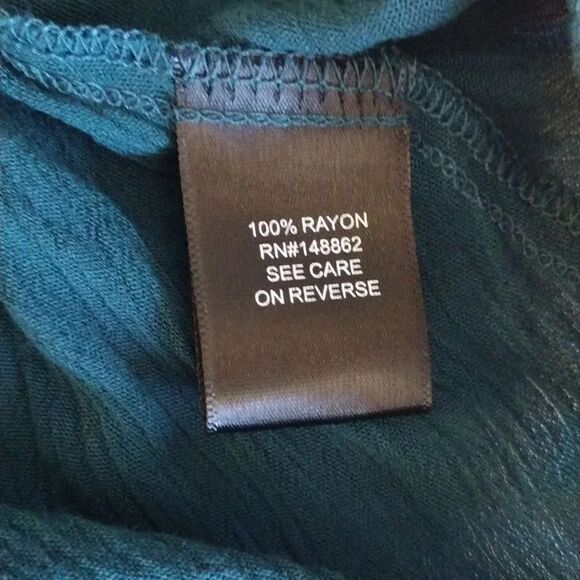 100% RAYON
RN#148862
SEE CARE
ON REVERSE